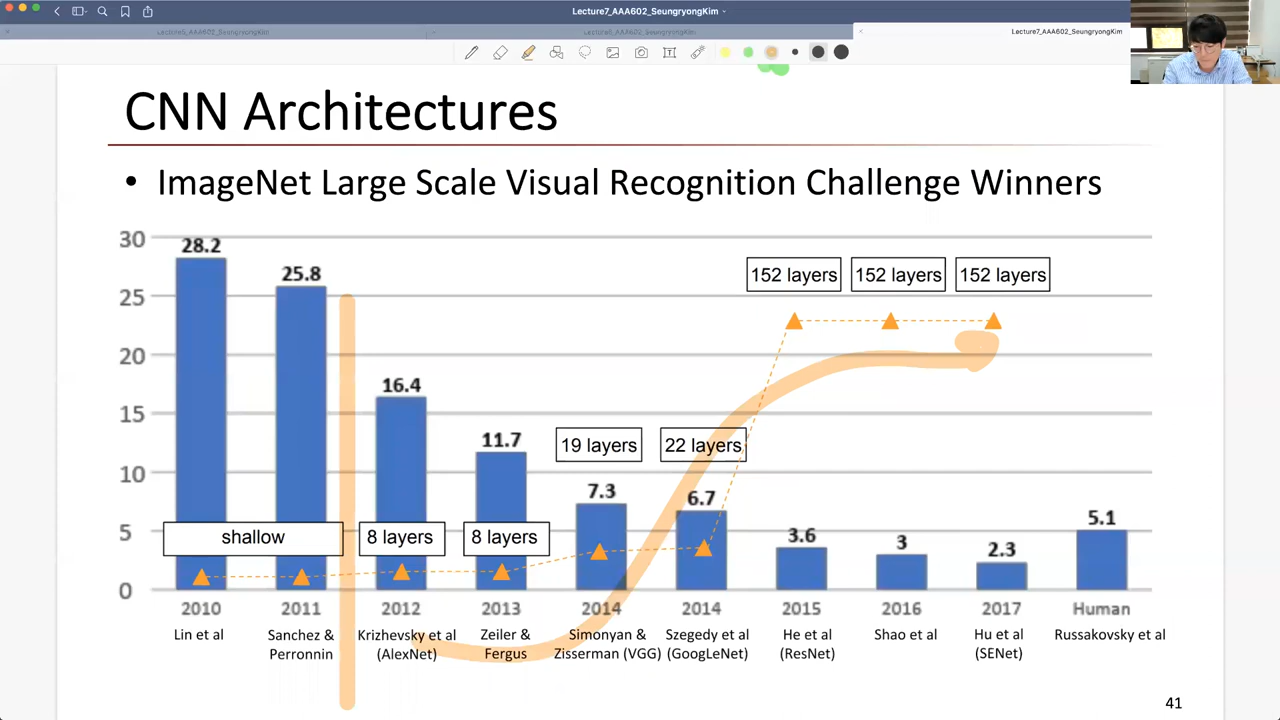 Lecture7_AAA602_SeungryongKim
Lecture5_AAA602_SeungryongKim
Lecture6_AAA602_SeungryongKim
Lecture7_AAA602_SeungryongKim
CNN Architectures
• ImageNet Large Scale Visual Recognition Challenge Winners
30
28.2
25.8
152 layers 152 layers 152 layers
25
20
16.4
15
11.7
19 layers 22 layers
10
7.3
6.7
5
shallow 8 layers 8 layers
3.6
3
2.3
5.1
0
2010 2011 2012 2013 2014 2014 2015 2016 2017 Human
Lin et al
Sanchez &
Perronnin
Krizhevsky et al
(AlexNet)
Zeiler &
Fergus
Simonyan &
Zisserman (VGG)
Szegedy et al
(GoogLeNet)
He et al
(ResNet)
Shao et al
Hu et al
(SENet)
Russakovsky et al
41